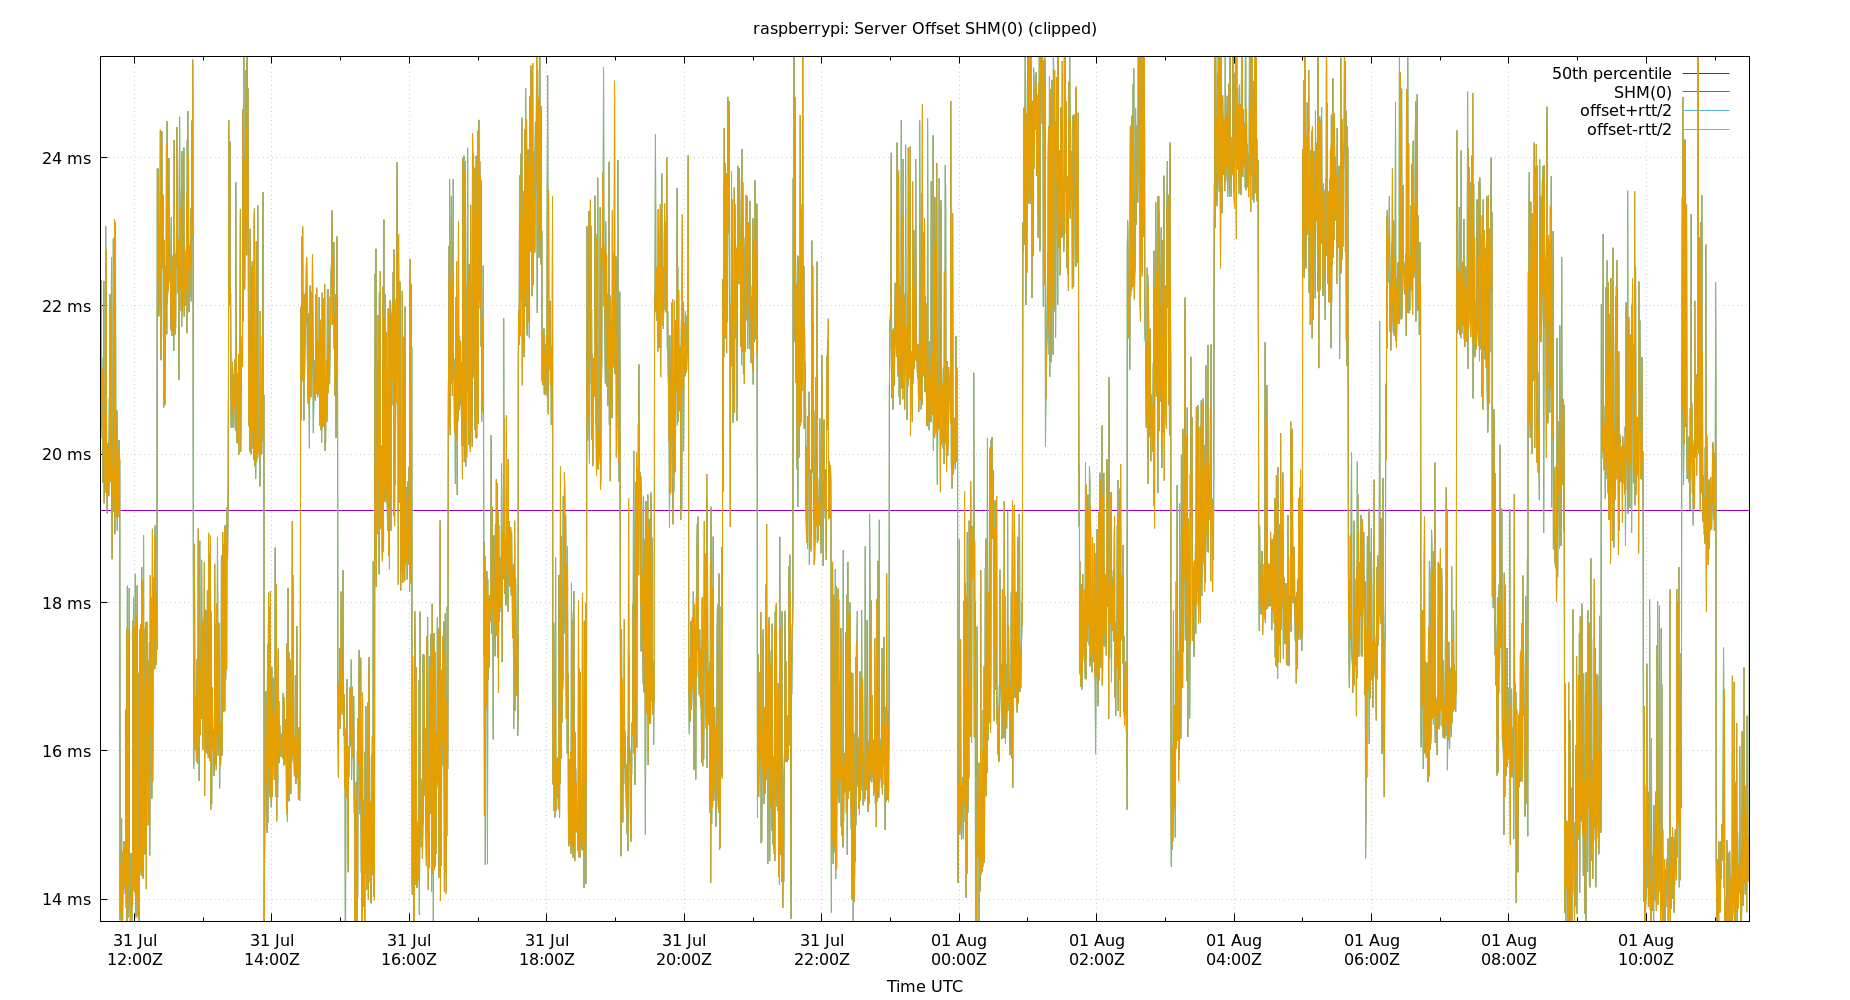 raspberrypi: Server Offset SHM(0) (clipped)
50th percentile
SHM(0)
offset+rtt/2
offset-rtt/2
24 ms
22 ms
20 ms
18 ms
16 ms
14 ms
31 Jul 31 Jul 31 Jul 31 Jul 31 Jul 31 Jul 01 Aug 01 Aug 01 Aug 01 Aug 01 Aug 01 Aug
12:00Z 14:00Z 16:00Z 18:00Z 20:00Z 22:00Z 00:00Z 02:00Z 04:00Z 06:00Z 08:00Z 10:00Z
Time UTC